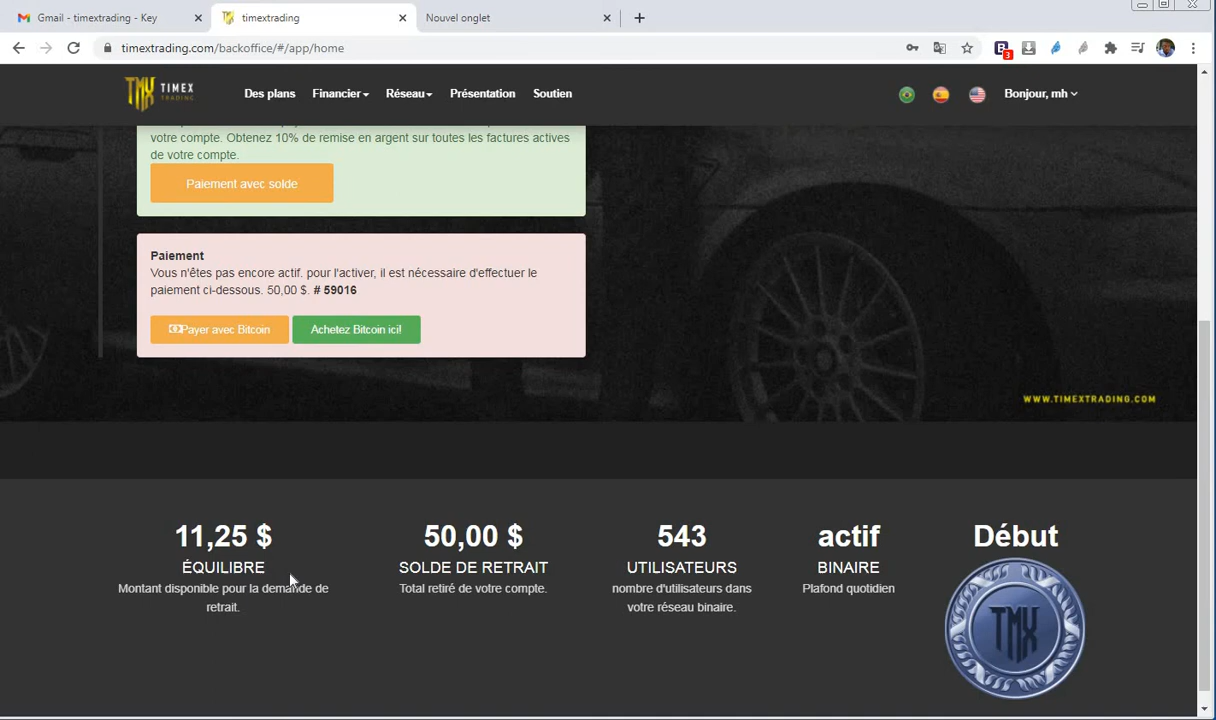 Gmail - timextrading - Key
timextrading
Nouvel onglet
timextrading.com/backoffice/#/app/home
3
TMX TIMEX TRADING
Des plans
Financier
Réseau
Présentation
Soutien
Bonjour, mh
votre compte. Obtenez 10% de remise en argent sur toutes les factures actives
de votre compte.
Paiement avec solde
Paiement
Vous n'êtes pas encore actif. pour l'activer, il est nécessaire d'effectuer le
paiement ci-dessous. 50,00 $. # 59016
Payer avec Bitcoin
Achetez Bitcoin ici!
WWW.TIMEXTRADING.COM
11,25 $
ÉQUILIBRE
Montant disponible pour la demande de
retrait.
50,00 $
SOLDE DE RETRAIT
Total retiré de votre compte.
543
UTILISATEURS
nombre d'utilisateurs dans
votre réseau binaire.
actif
BINAIRE
Plafond quotidien
Début
TMX